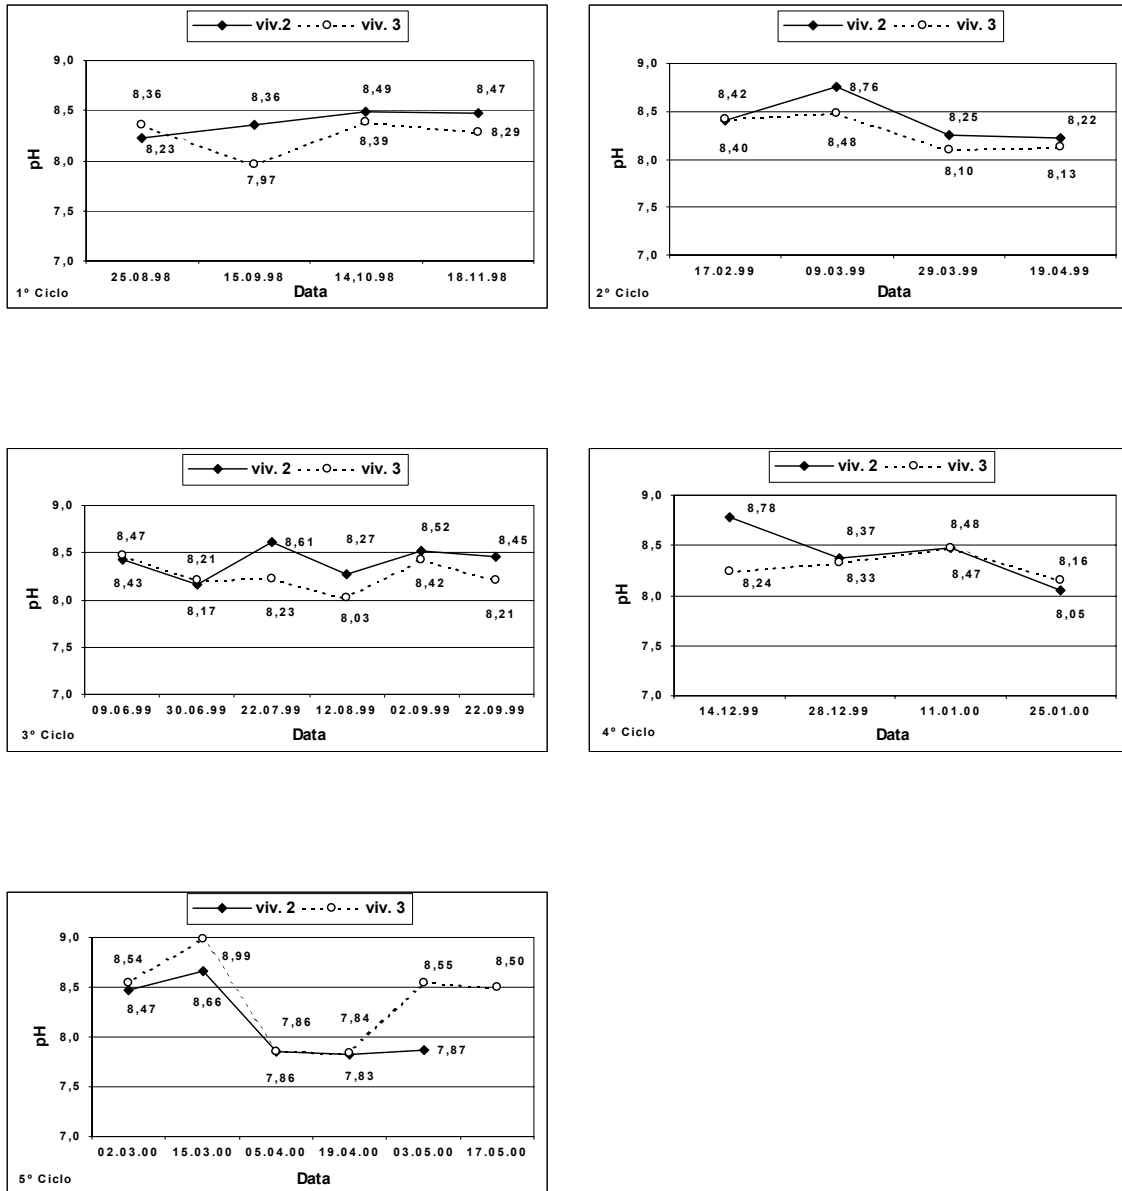 viv.2 viv. 3
9,0
8,5
8,0
7,5
7,0
pH
8,36 8,36 8,49 8,47
8,23 7,97 8,39 8,29
25.08.98 15.09.98 14,10.98 18.11.98
Data
1º Ciclo
viv. 2 viv. 3
9,0
8,5
8,0
7,5
7,0
pH
8,42 8,76 8,25 8,22
8,40 8,48 8,10 8,13
17.02.99 09.03.99 29.03.99 19.04.99
Data
2º Ciclo
viv. 2 viv. 3
9,0
8,5
8,0
7,5
7,0
pH
8,47 8,21 8,61 8,27 8,52 8,45
8,43 8,17 8,23 8,03 8,42 8,21
09.06.99 30.06.99 22.07.99 12.08.99 02.09.99 22.09.99
Data
3º Ciclo
viv. 2 viv. 3
9,0
8,5
8,0
7,5
7,0
pH
8,78 8,37 8,48 8,16
8,24 8,33 8,47 8,05
14.12.99 28.12.99 11.01.00 25.01.00
Data
4º Ciclo
viv. 2 viv. 3
9,0
8,5
8,0
7,5
7,0
pH
8,54 8,99 7,86 7,84 8,55 8,50
8,47 8,66 7,86 7,83 7,87
02.03.00 15.03.00 05.04.00 19.04.00 03.05.00 17.05.00
Data
5º Ciclo